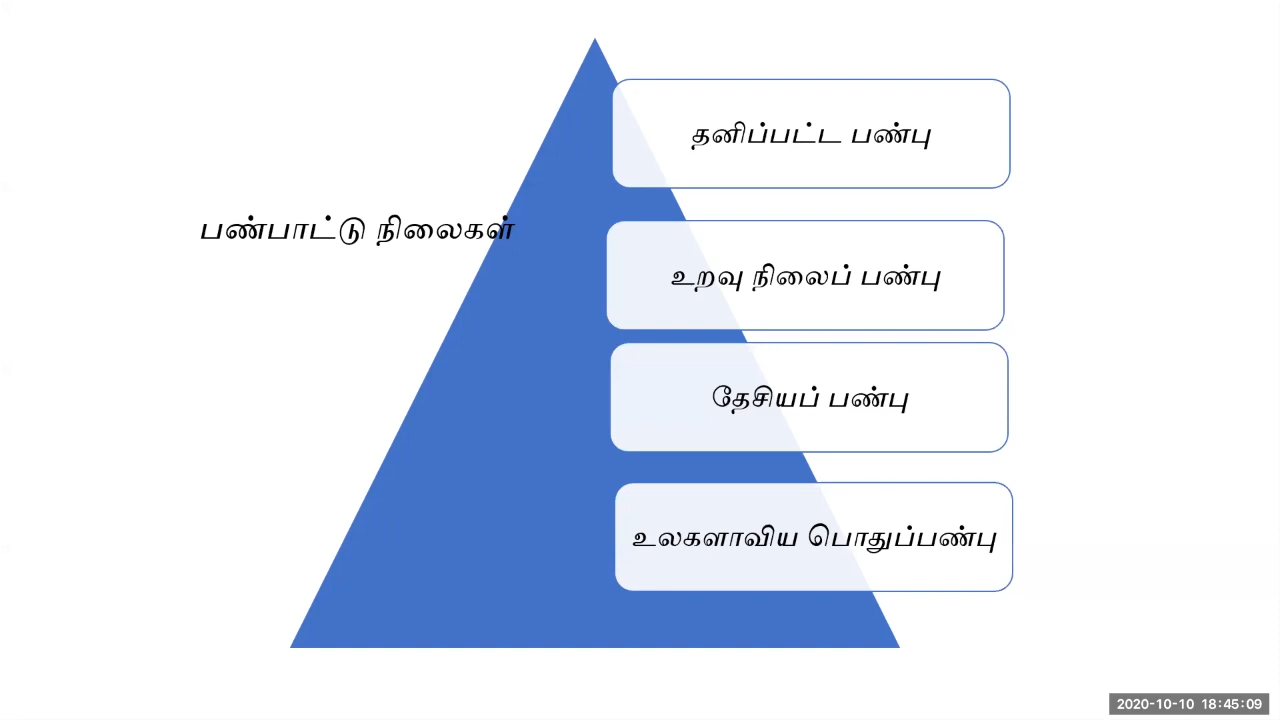 தனிப்பட்ட பண்பு
பண்பாட்டு நிலைகள்
உறவு நிலைப் பண்பு
தேசியப் பண்பு
உலகளாவிய பொதுப்பண்பு
2020-10-10 18:45:09